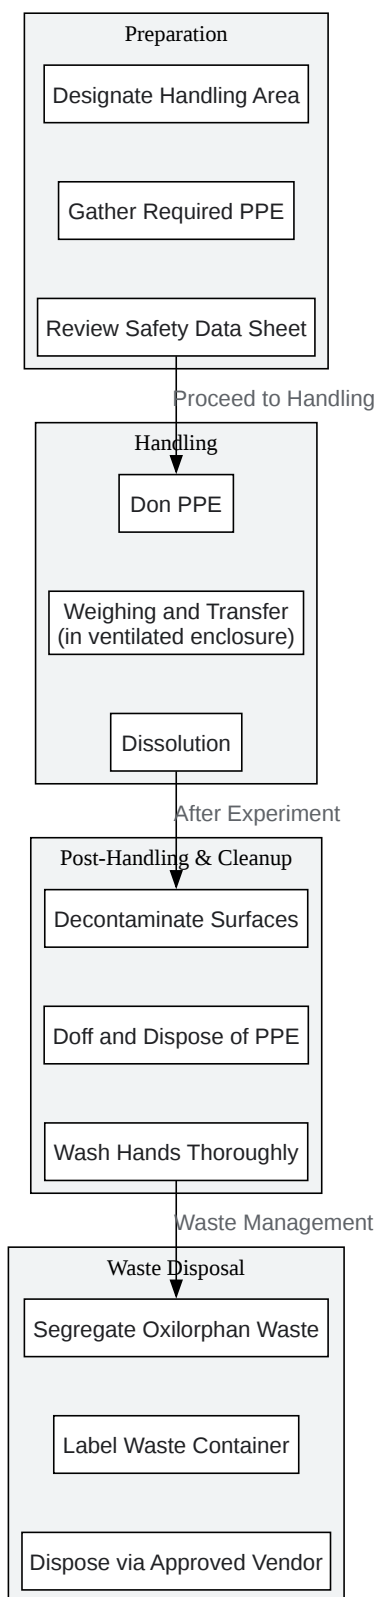 Preparation
Designate Handling Area
Gather Required PPE
Review Safety Data Sheet
Proceed to Handling
Handling
Don PPE
Weighing and Transfer
(in ventilated enclosure)
Dissolution
After Experiment
Post-Handling & Cleanup
Decontaminate Surfaces
Doff and Dispose of PPE
Wash Hands Thoroughly
Waste Management
Waste Disposal
Segregate Oxilorphan Waste
Label Waste Container
Dispose via Approved Vendor